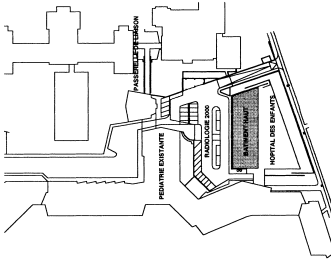 PASSERELLE DE LIAISON
PEDIATRIE EXISTANTE
RADIOLOGIE 2000
BATIMENT HAUT
HOPITAL DES ENFANTS